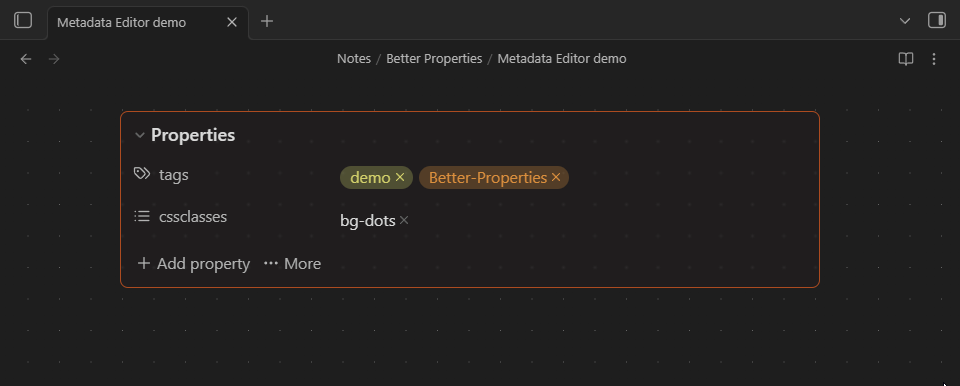 Metadata Editor demo
Notes / Better Properties / Metadata Editor demo
Properties
tags demo × Better-Properties ×
cssclasses bg-dots ×
+ Add property ··· More